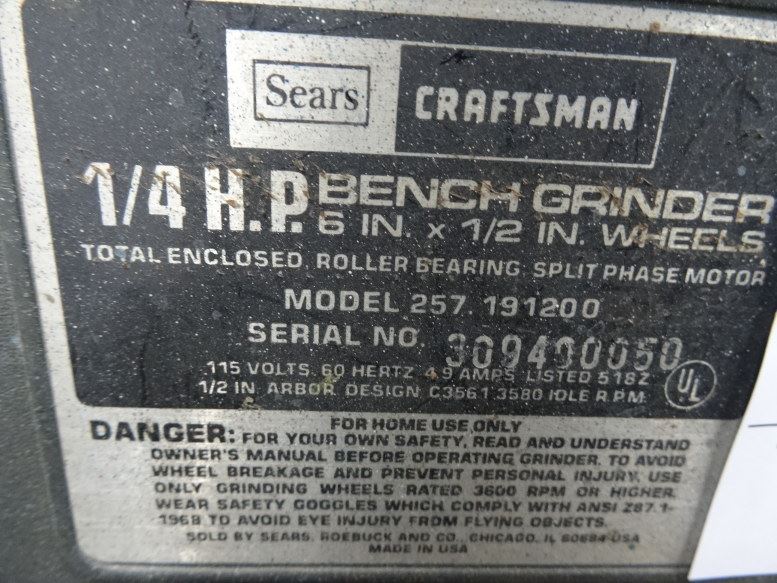 Sears CRAFTSMAN
1/4 H.P. BENCH GRINDER
6 IN. x 1/2 IN. WHEELS
TOTAL ENCLOSED, ROLLER BEARING, SPLIT PHASE MOTOR
MODEL 257.191200
SERIAL NO. 309400050
115 VOLTS, 60 HERTZ 4.9 AMPS LISTED 518Z
1/2 IN. ARBOR DESIGN C3561,3580 IDLE R.P.M.
UL
FOR HOME USE ONLY
DANGER: FOR YOUR OWN SAFETY, READ AND UNDERSTAND
OWNER'S MANUAL BEFORE OPERATING GRINDER. TO AVOID
WHEEL BREAKAGE AND PREVENT PERSONAL INJURY, USE
ONLY GRINDING WHEELS RATED 3600 RPM OR HIGHER.
WEAR SAFETY GOGGLES WHICH COMPLY WITH ANSI Z87.1-
1968 TO AVOID EYE INJURY FROM FLYING OBJECTS.
SOLD BY SEARS, ROEBUCK AND CO., CHICAGO, IL 60684 USA
MADE IN USA